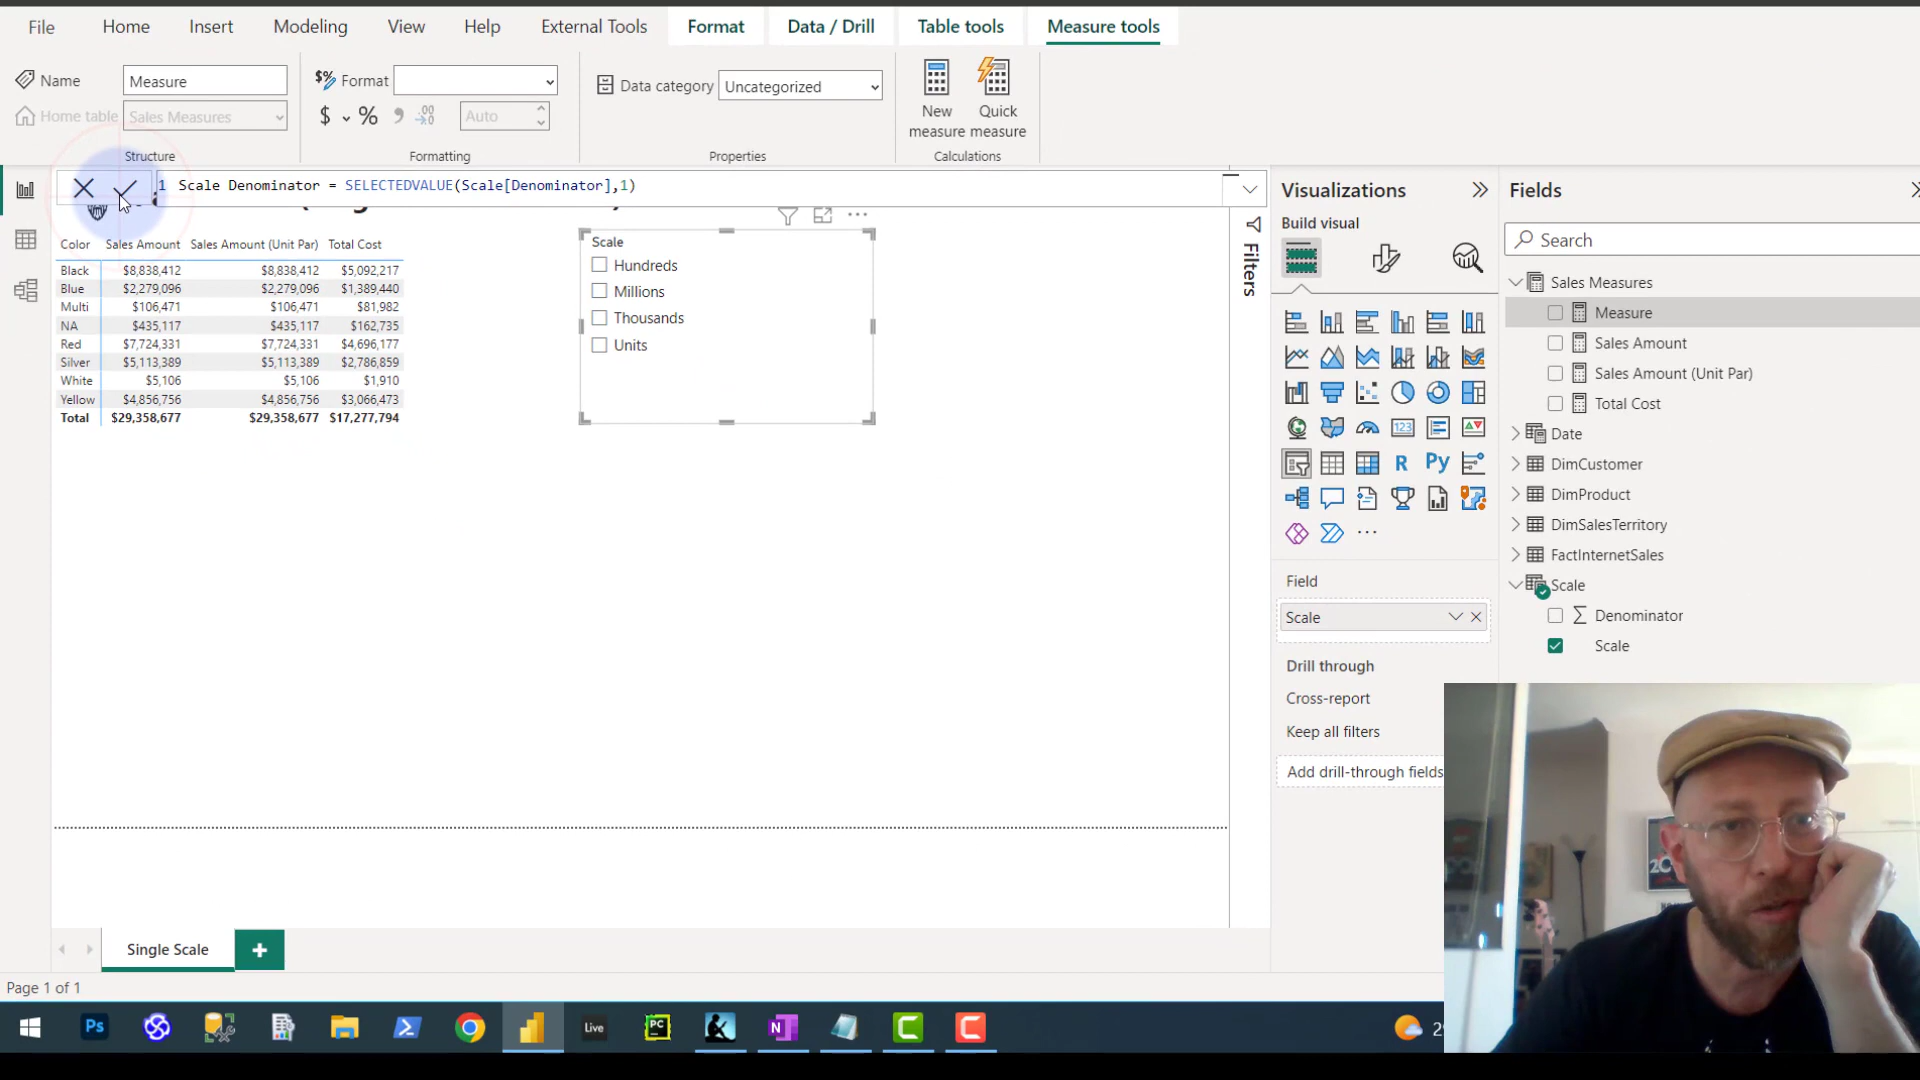 File Home Insert Modeling View Help External Tools Format Data / Drill Table tools Measure tools
Name Measure
Home table Sales Measures
Structure
$% Format
$ % 9 .00 Auto
Formatting
Data category Uncategorized
Properties
New measure
Quick measure
Calculations
1 Scale Denominator = SELECTEDVALUE(Scale[Denominator],1)
Color Sales Amount Sales Amount (Unit Par) Total Cost
Black $8,838,412 $8,838,412 $5,092,217
Blue $2,279,096 $2,279,096 $1,389,440
Multi $106,471 $106,471 $81,982
NA $435,117 $435,117 $162,735
Red $7,724,331 $7,724,331 $4,696,177
Silver $5,113,389 $5,113,389 $2,786,859
White $5,106 $5,106 $1,910
Yellow $4,856,756 $4,856,756 $3,066,473
Total $29,358,677 $29,358,677 $17,277,794
Scale
Hundreds
Millions
Thousands
Units
Filters
Visualizations
Build visual
123
R Py
Field
Scale
Drill through
Cross-report
Keep all filters
Add drill-through fields
Fields
Search
Sales Measures
Measure
Sales Amount
Sales Amount (Unit Par)
Total Cost
Date
DimCustomer
DimProduct
DimSalesTerritory
FactInternetSales
Scale
Denominator
Scale
Single Scale
Page 1 of 1
Ps
Live
PC
N
C
C